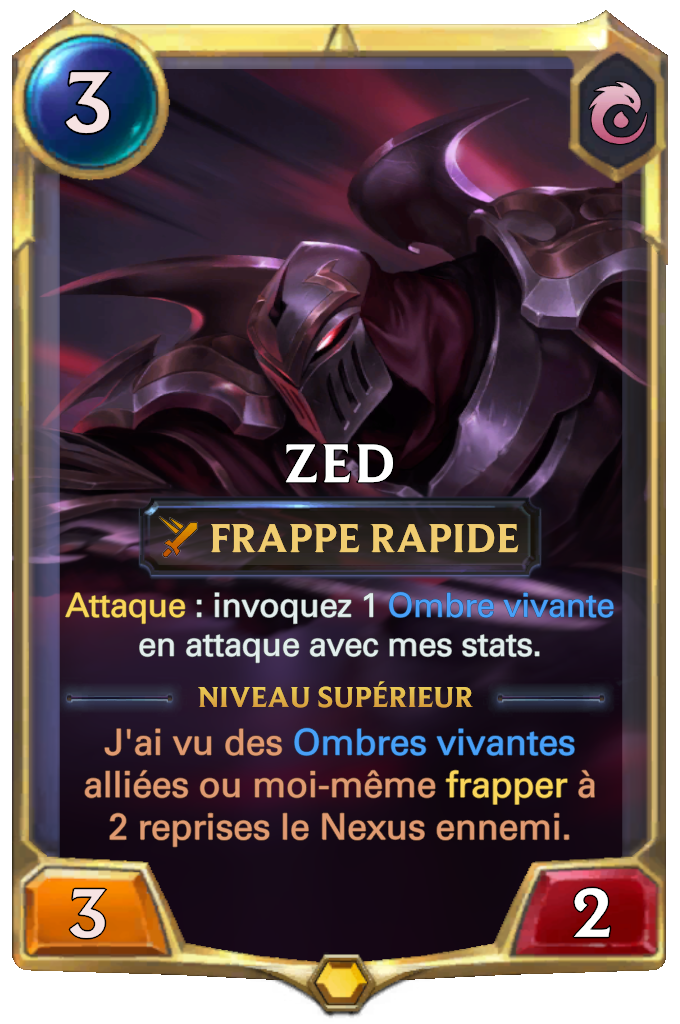 3
ZED
FRAPPE RAPIDE
Attaque : invoquez 1 Ombre vivante
en attaque avec mes stats.
NIVEAU SUPÉRIEUR
J'ai vu des Ombres vivantes
alliées ou moi-même frapper à
2 reprises le Nexus ennemi.
3
2